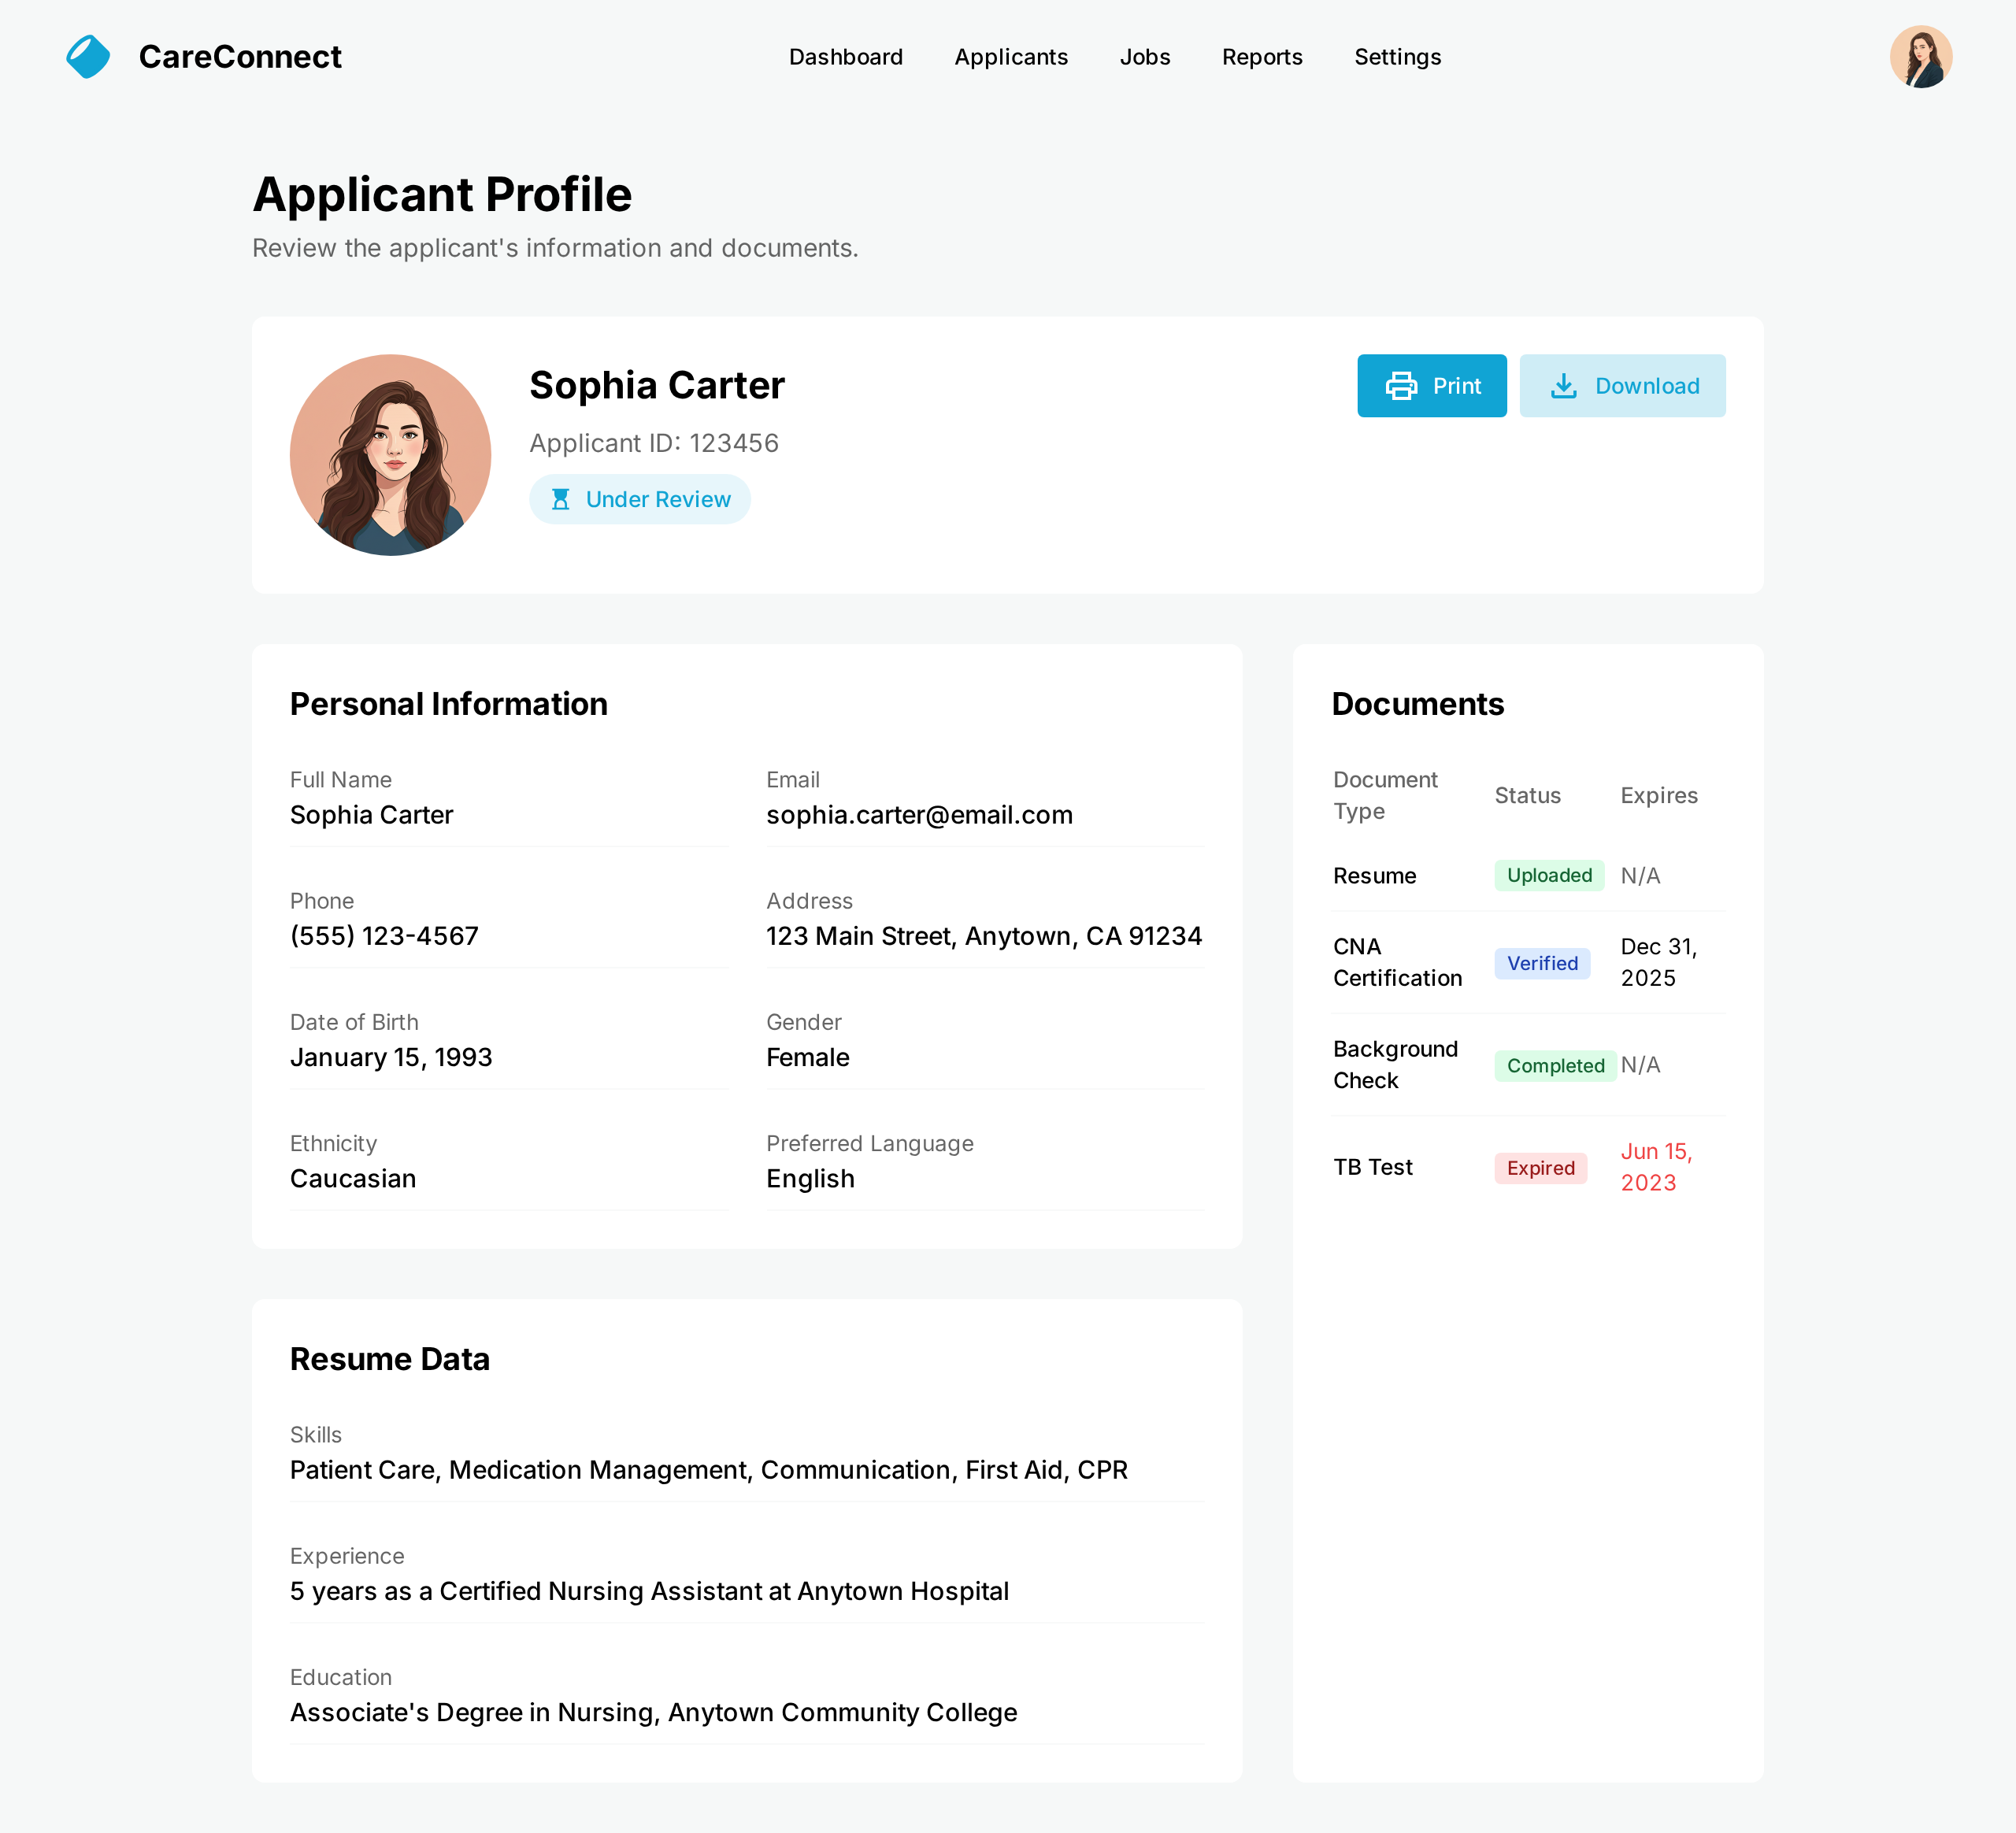 CareConnect
Dashboard
Applicants
Jobs
Reports
Settings
Applicant Profile
Review the applicant's information and documents.
Sophia Carter
Applicant ID: 123456
Under Review
Print
Download
Personal Information
Full Name
Sophia Carter
Email
sophia.carter@email.com
Phone
(555) 123-4567
Address
123 Main Street, Anytown, CA 91234
Date of Birth
January 15, 1993
Gender
Female
Ethnicity
Caucasian
Preferred Language
English
Resume Data
Skills
Patient Care, Medication Management, Communication, First Aid, CPR
Experience
5 years as a Certified Nursing Assistant at Anytown Hospital
Education
Associate's Degree in Nursing, Anytown Community College
Documents
Document
Type
Status
Expires
Resume
Uploaded
N/A
CNA
Certification
Verified
Dec 31,
2025
Background
Check
Completed
N/A
TB Test
Expired
Jun 15,
2023